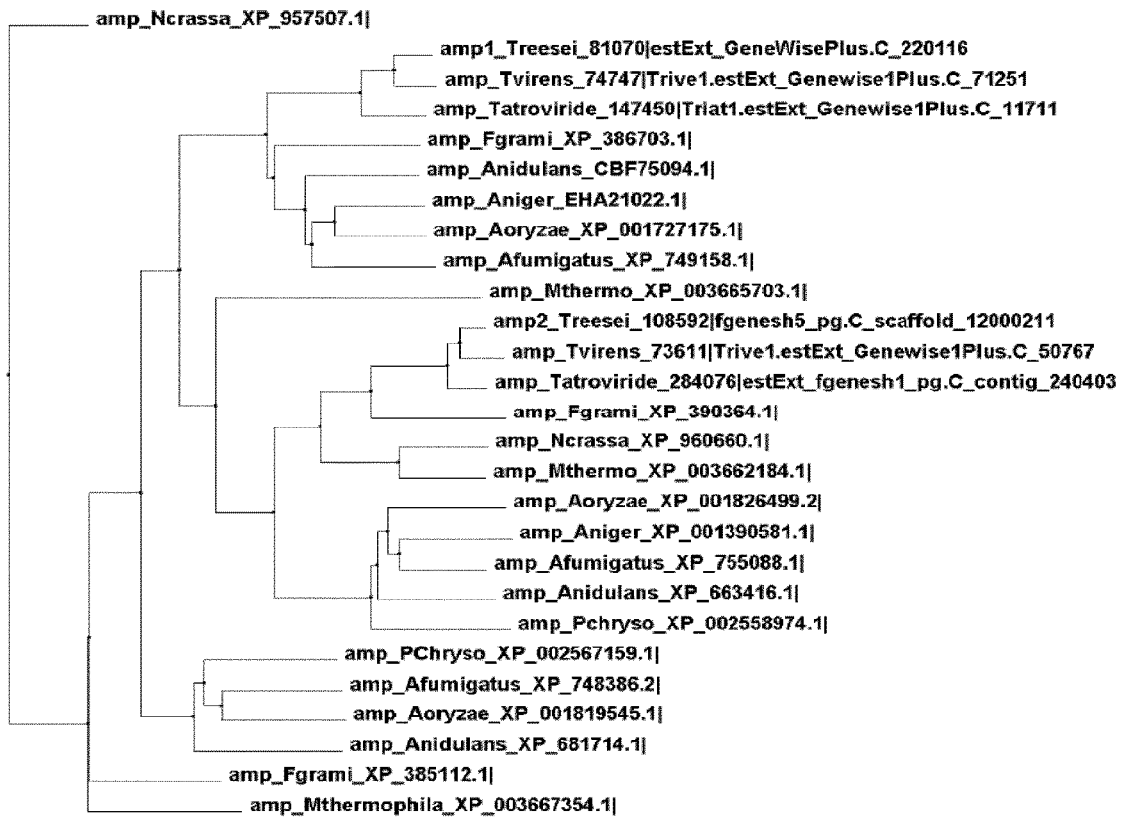 amp_Ncrassa_XP_957507.1|
amp1_Treesei_81070|estExt_GeneWisePlus.C_220116
amp_Tvirens_74747|Trive1.estExt_Genewise1Plus.C_71251
amp_Tatroviride_147450|Triat1.estExt_Genewise1Plus.C_11711
amp_Fgrami_XP_386703.1|
amp_Anidulans_CBF75094.1|
amp_Aniger_EHA21022.1|
amp_Aoryzae_XP_001727175.1|
amp_Afumigatus_XP_749158.1|
amp_Mthermo_XP_003665703.1|
amp2_Treesei_108592|fgenesh5_pg.C_scaffold_12000211
amp_Tvirens_73611|Trive1.estExt_Genewise1Plus.C_50767
amp_Tatroviride_284076|estExt_fgenesh1_pg.C_contig_240403
amp_Fgrami_XP_390364.1|
amp_Ncrassa_XP_960660.1|
amp_Mthermo_XP_003662184.1|
amp_Aoryzae_XP_001826499.2|
amp_Aniger_XP_001390581.1|
amp_Afumigatus_XP_755088.1|
amp_Anidulans_XP_663416.1|
amp_Pchryso_XP_002558974.1|
amp_PChryso_XP_002567159.1|
amp_Afumigatus_XP_748386.2|
amp_Aoryzae_XP_001819545.1|
amp_Anidulans_XP_681714.1|
amp_Fgrami_XP_385112.1|
amp_Mthermophila_XP_003667354.1|